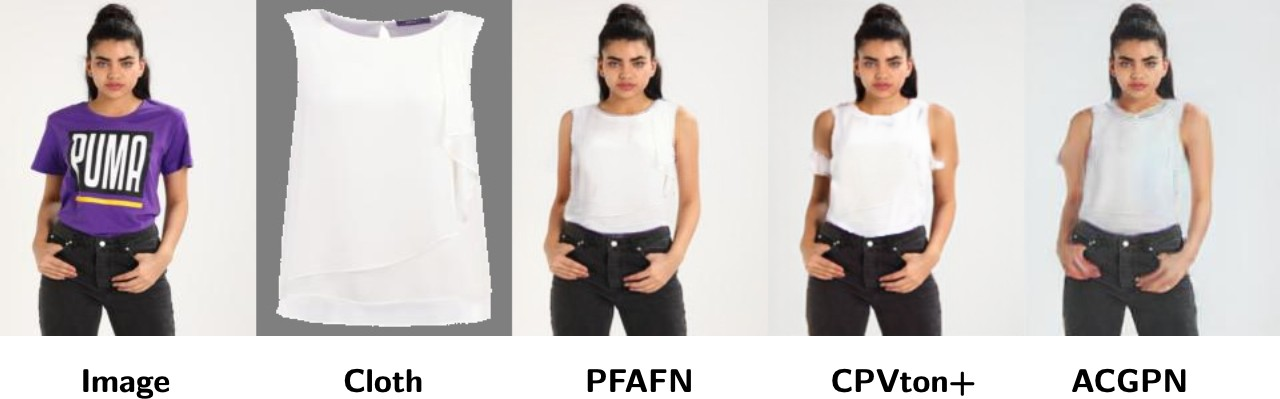 PUMA
Image
Cloth
PFAFN
CPVton+
ACGPN